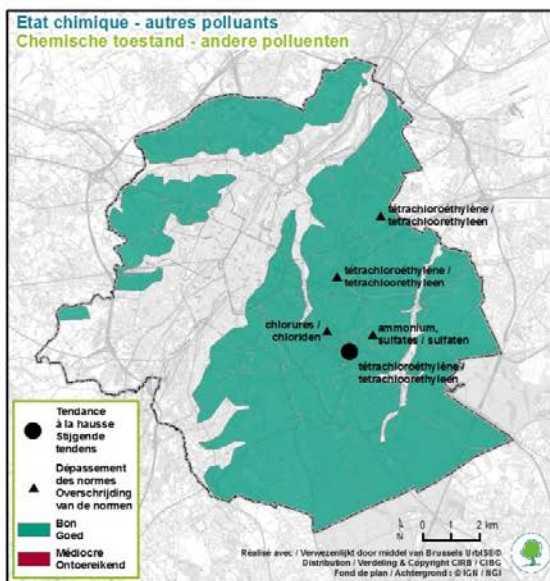 Etat chimique - autres polluants
Chemische toestand - andere polluenten
tétrachloroéthylène /
tetrachloorethyleen
tétrachloroéthylène /
tetrachloorethyleen
chlorures /
chloriden
ammonium,
sulfates / sulfaten
tétrachloroéthylène /
tetrachloorethyleen
Tendance
à la hausse
Stijgende
tendens
Dépassement
des normes
Overschrijding
van de normen
Bon
Goed
Médiocre
Ontoereikend
N
0 1 2 km
Réalisé avec / Verwezenlijkt door middel van Brussels UrbIS®©
Distribution / Verdeling & Copyright CIRB / CIBG
Fond de plan / Achtergrond : © IGN / NGI